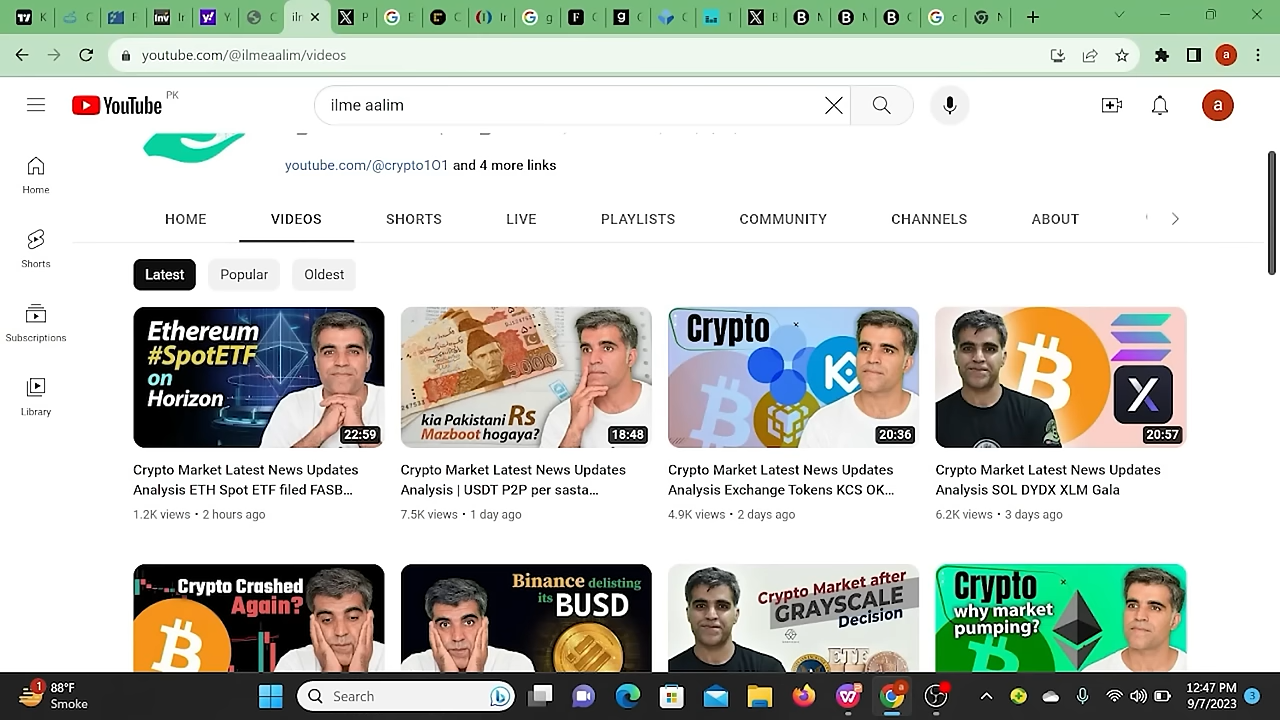 youtube.com/@ilmeaalim/videos
a
YouTube PK
ilme aalim
a
youtube.com/@crypto1O1 and 4 more links
Home
Shorts
Subscriptions
Library
HOME VIDEOS SHORTS LIVE PLAYLISTS COMMUNITY CHANNELS ABOUT
Latest Popular Oldest
Ethereum
#SpotETF
on
Horizon
22:59
5000
kia Pakistani Rs
Mazboot hogaya?
18:48
Crypto
20:36
X
20:57
Crypto Market Latest News Updates
Analysis ETH Spot ETF filed FASB...
1.2K views • 2 hours ago
Crypto Market Latest News Updates
Analysis | USDT P2P per sasta...
7.5K views • 1 day ago
Crypto Market Latest News Updates
Analysis Exchange Tokens KCS OK...
4.9K views • 2 days ago
Crypto Market Latest News Updates
Analysis SOL DYDX XLM Gala
6.2K views • 3 days ago
Crypto Crashed
Again?
Binance delisting
its BUSD
Crypto Market after
GRAYSCALE
Decision
ETF
Crypto
why market
pumping?
1 88°F
Smoke
Search
12:47 PM
9/7/2023
3